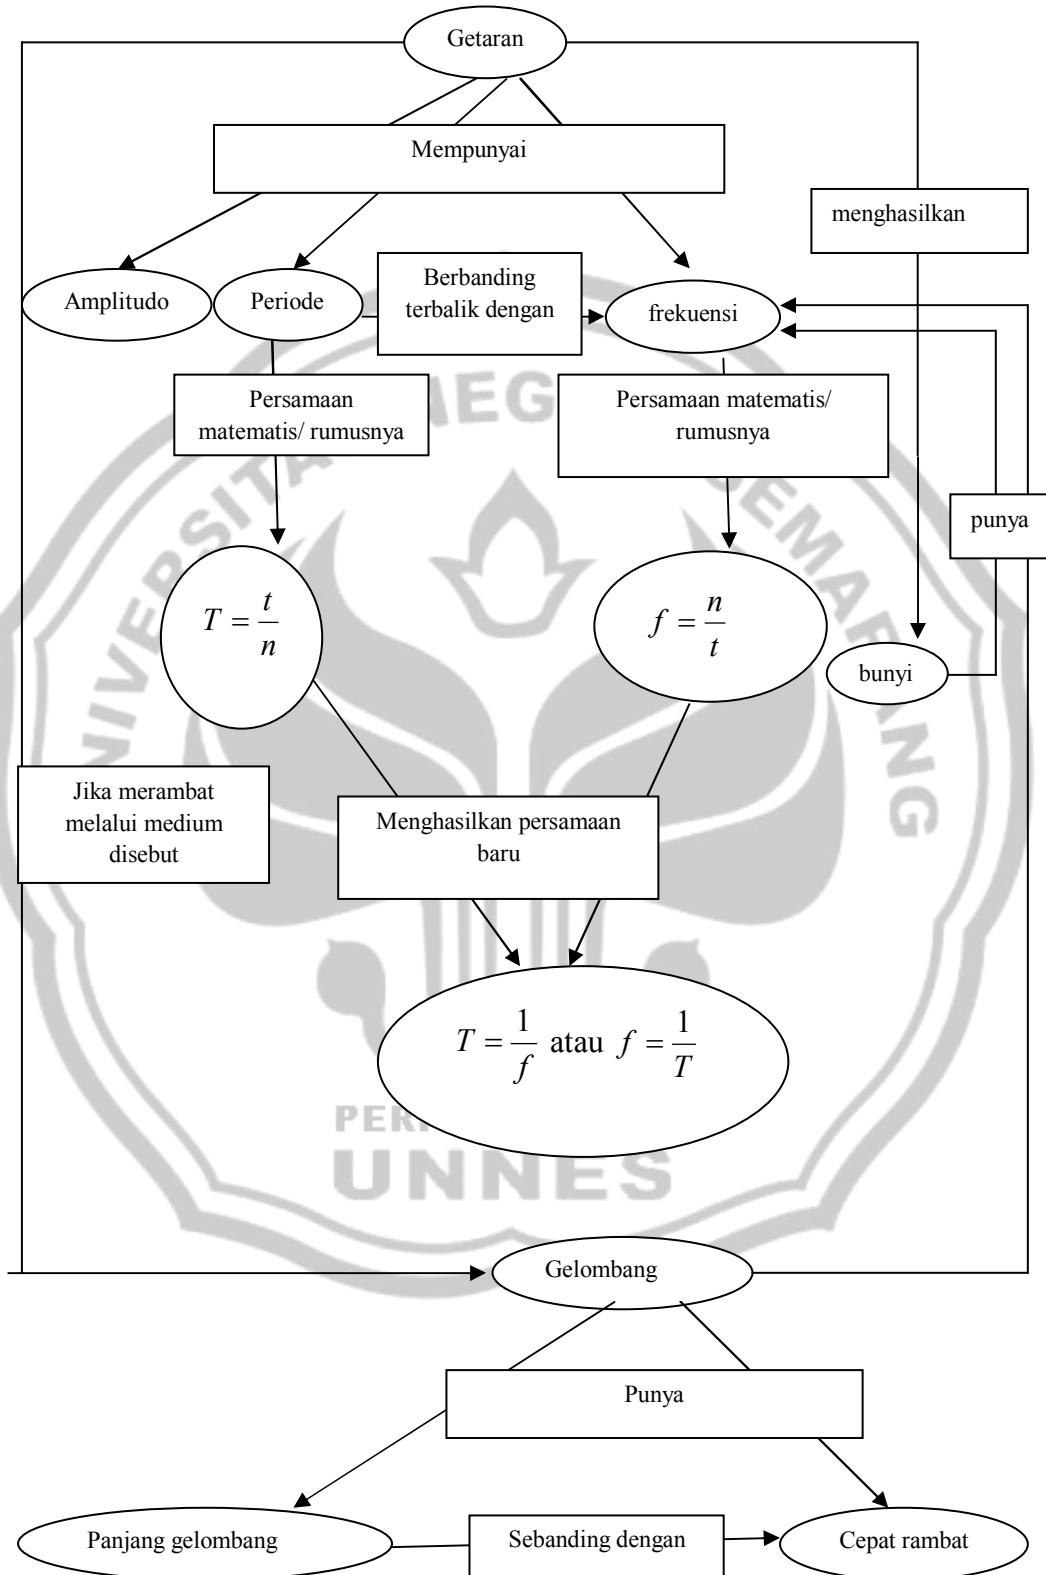 Getaran
Mempunyai
menghasilkan
Amplitudo
Periode
Berbanding
terbalik dengan
frekuensi
Persamaan
matematis/ rumusnya
Persamaan matematis/
rumusnya
punya
T = t/n
f = n/t
bunyi
Jika merambat
melalui medium
disebut
Menghasilkan persamaan
baru
T = 1/f atau f = 1/T
UNNES
Gelombang
Punya
Panjang gelombang
Sebanding dengan
Cepat rambat